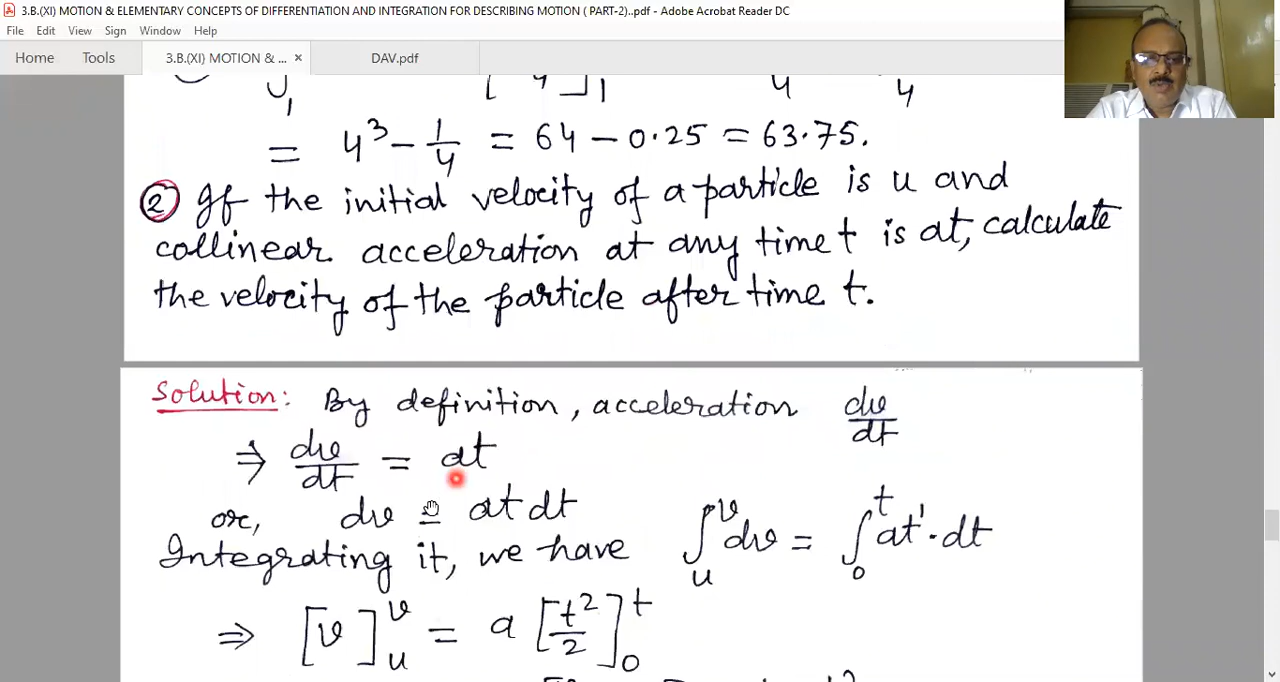 3.B.(XI) MOTION & ELEMENTARY CONCEPTS OF DIFFERENTIATION AND INTEGRATION FOR DESCRIBING MOTION ( PART-2)..pdf - Adobe Acrobat Reader DC
File Edit View Sign Window Help
Home Tools 3.B.(XI) MOTION & ... × DAV.pdf
= 4³ - 1/4 = 64 - 0.25 = 63.75.
② If the initial velocity of a particle is u and
collinear acceleration at any time t is at, calculate
the velocity of the particle after time t.
Solution: By definition, acceleration dv/dt
⇒ dv/dt = at
or, dv = at dt
Integrating it, we have ∫ᵤᵛ dv = ∫₀ᵗ at¹·dt
⇒ [v]ᵤᵛ = a [t²/2]₀ᵗ